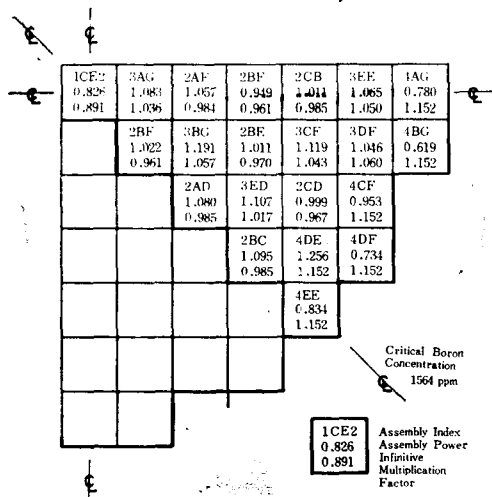 1CE2 3AG 2AF 2BF 2CB 3EE 4AG
0.826 1.083 1.057 0.949 1.011 1.065 0.780
0.891 1.036 0.984 0.961 0.985 1.050 1.152
2BF 3BG 2BE 3CF 3DF 4BG
1.022 1.191 1.011 1.119 1.046 0.619
0.961 1.057 0.970 1.043 1.060 1.152
2AD 3ED 2CD 4CF
1.080 1.107 0.999 0.953
0.985 1.017 0.967 1.152
2BC 4DE 4DF
1.095 1.256 0.734
0.985 1.152 1.152
4EE
0.834
1.152
Critical Boron
Concentration
1564 ppm
1CE2 Assembly Index
0.826 Assembly Power
0.891 Infinitive
Multiplication
Factor